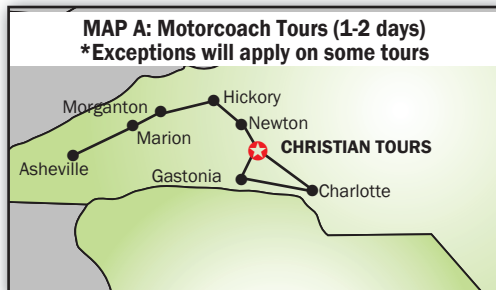 MAP A: Motorcoach Tours (1-2 days)
*Exceptions will apply on some tours
Hickory
Morganton
Newton
Marion
CHRISTIAN TOURS
Asheville
Gastonia
Charlotte